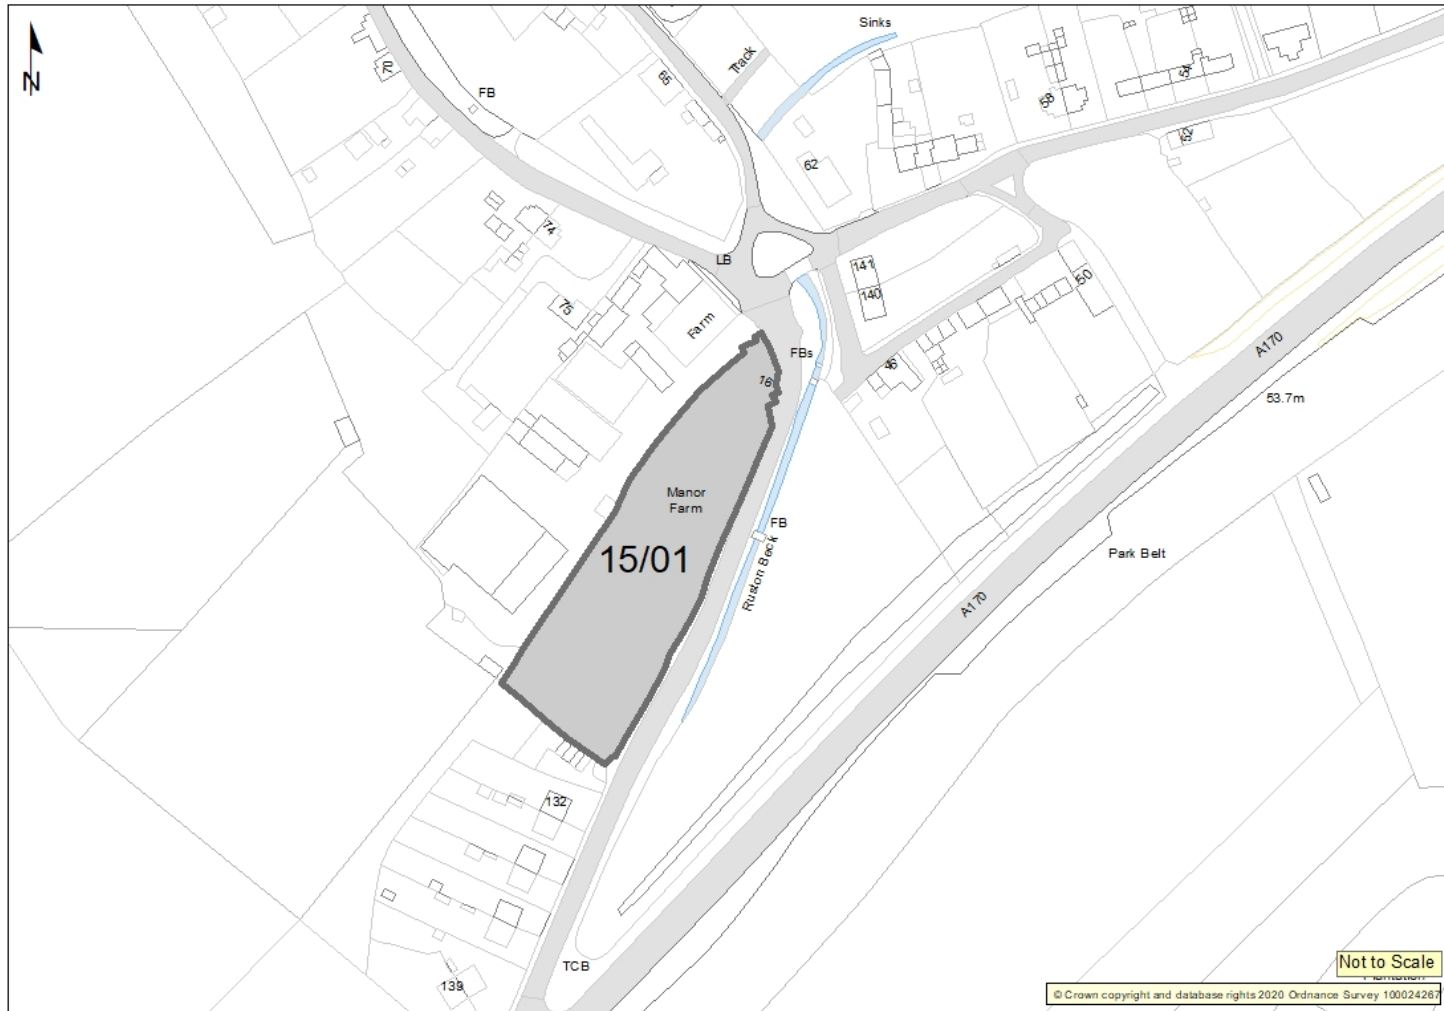 Sinks
N
70
FB
65
Track
54
58
52
62
74
LB
141
140
50
75
Farm
FBs
46
A170
16
53.7m
Manor
Farm
15/01
FB
Ruston Beck
Park Belt
A170
132
TCB
139
Not to Scale
© Crown copyright and database rights 2020 Ordnance Survey 100024267